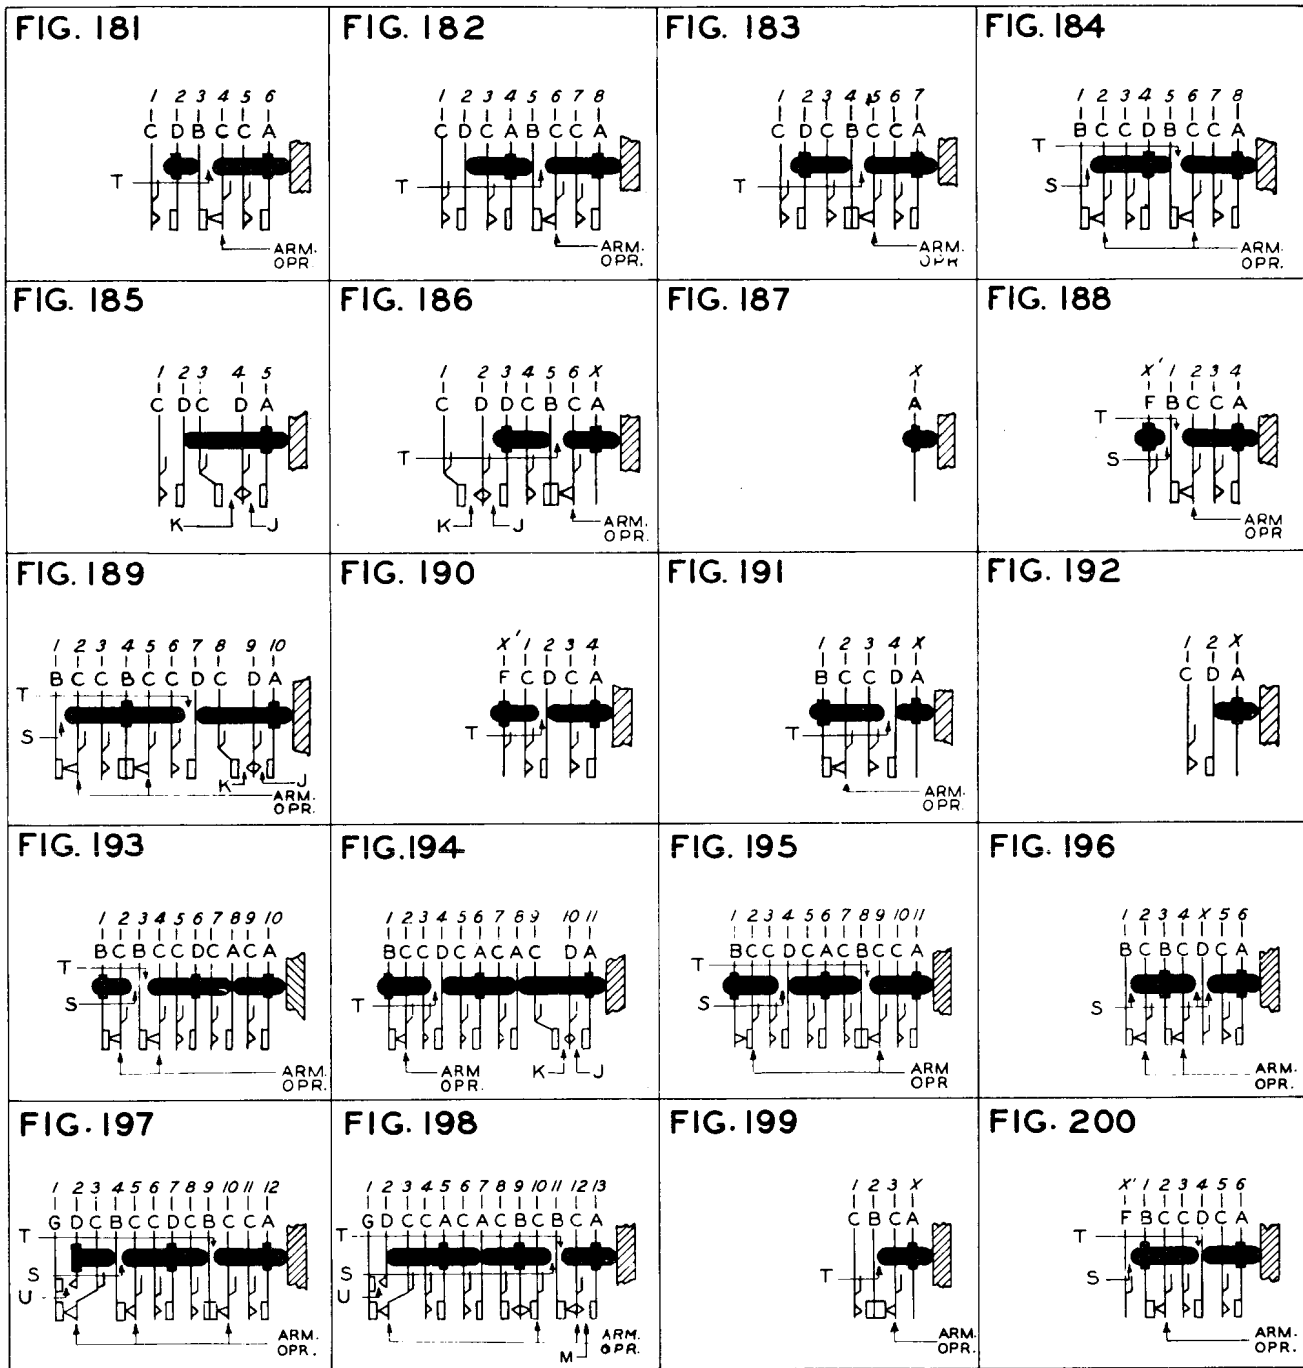 FIG. 181
1 2 3 4 5 6
C D B C C A
T
ARM.
OPR.
FIG. 182
1 2 3 4 5 6 7 8
C D C A B C C A
T
ARM.
OPR.
FIG. 183
1 2 3 4 5 6 7
C D C B C C A
T
ARM.
OPR
FIG. 184
1 2 3 4 5 6 7 8
B C C D B C C A
T
S
ARM.
OPR.
FIG. 185
1 2 3 4 5
C D C D A
K J
FIG. 186
1 2 3 4 5 6 X
C D D C B C A
T
K J
ARM.
OPR.
FIG. 187
X
A
FIG. 188
X' 1 2 3 4
F B C C A
T
S
ARM
OPR
FIG. 189
1 2 3 4 5 6 7 8 9 10
B C C B C C D C D A
T
S
K J
ARM.
OPR.
FIG. 190
X' 1 2 3 4
F C D C A
T
FIG. 191
1 2 3 4 X
B C C D A
T
ARM.
OPR.
FIG. 192
1 2 X
C D A
FIG. 193
1 2 3 4 5 6 7 8 9 10
B C B C C D C A C A
T
S
ARM.
OPR.
FIG.194
1 2 3 4 5 6 7 8 9 10 11
B C C D C A C A C D A
T
ARM
OPR.
K J
FIG. 195
1 2 3 4 5 6 7 8 9 10 11
B C C D C A C B C C A
T
S
ARM.
OPR
FIG. 196
1 2 3 4 X 5 6
B C B C D C A
S
ARM.
OPR.
FIG. 197
1 2 3 4 5 6 7 8 9 10 11 12
G D C B C C D C B C C A
T
S
U
ARM.
OPR.
FIG. 198
1 2 3 4 5 6 7 8 9 10 11 12 13
G D C C A C A C B C B C A
T
S
U
M
ARM.
OPR.
FIG. 199
1 2 3 X
C B C A
T
ARM.
OPR.
FIG. 200
X' 1 2 3 4 5 6
F B C C D C A
T
S
ARM.
OPR.